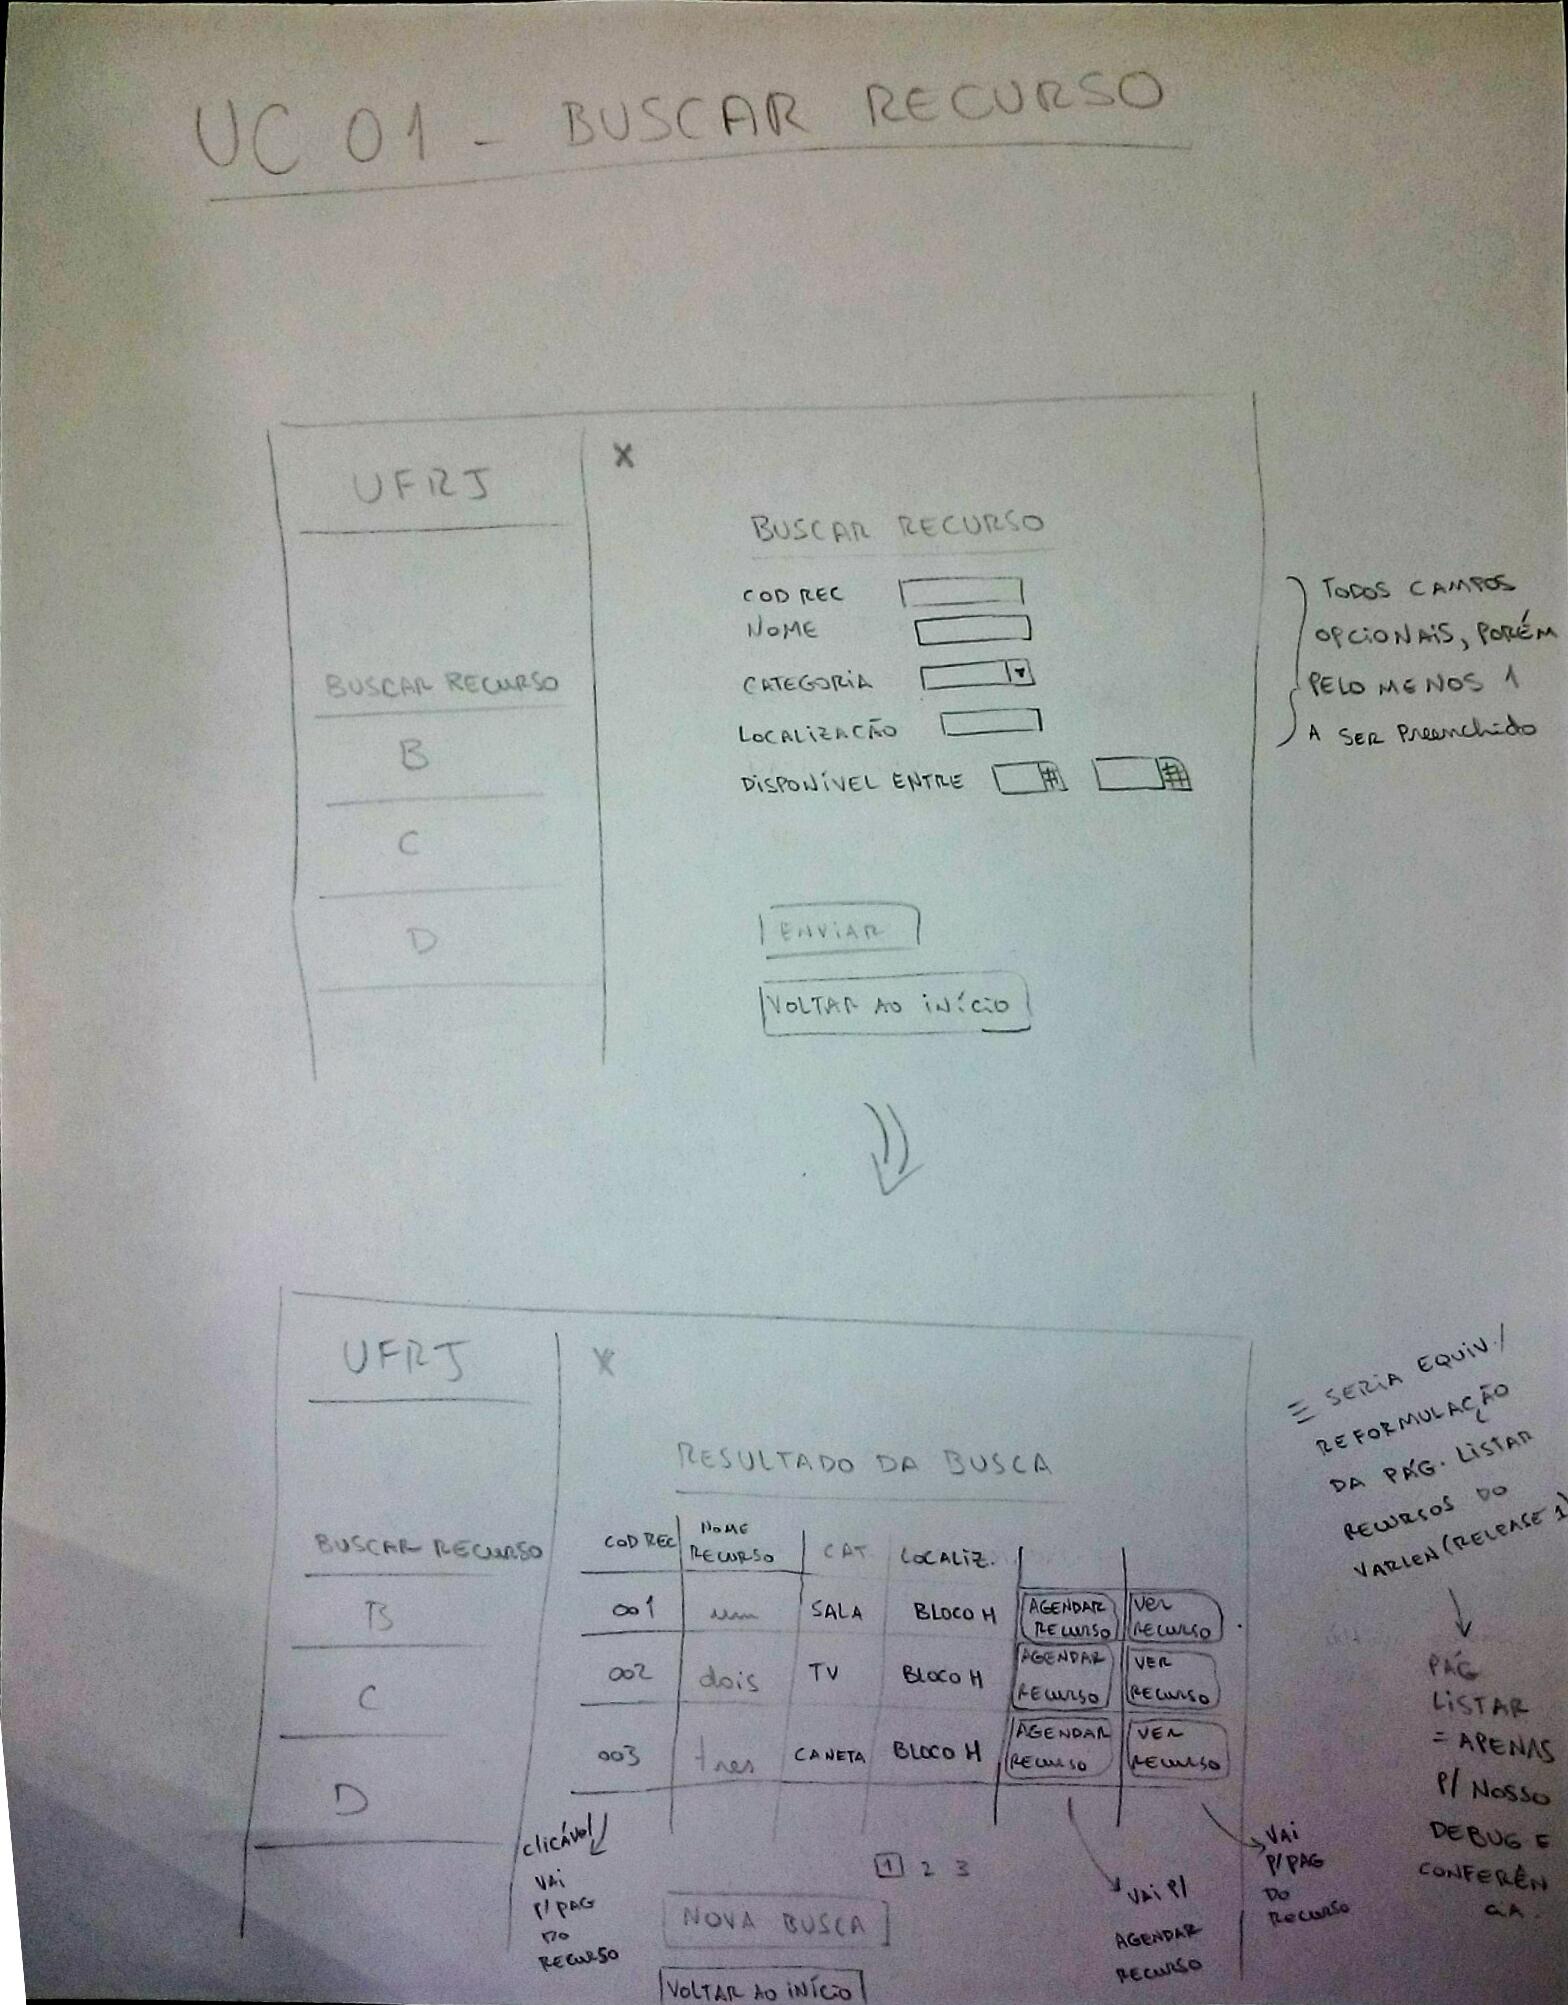 UC 01 - BUSCAR RECURSO
UFRJ
X
BUSCAR RECURSO
COD REC
NOME
CATEGORIA
LOCALIZAÇÃO
DISPONÍVEL ENTRE
ENVIAR
VOLTAR AO INÍCIO
BUSCAR RECURSO
B
C
D
TODOS CAMPOS
OPCIONAIS, PORÉM
PELO MENOS 1
A SER Preenchido
UFRJ
X
RESULTADO DA BUSCA
BUSCAR RECURSO
B
C
D
COD REC NOME RECURSO CAT. LOCALIZ.
001 um SALA BLOCO H AGENDAR RECURSO VER RECURSO
002 dois TV BLOCO H AGENDAR RECURSO VER RECURSO
003 tres CANETA BLOCO H AGENDAR RECURSO VER RECURSO
1 2 3
NOVA BUSCA
VOLTAR AO INÍCIO
clicável
VAI
P/ PAG
DO
RECURSO
VAI P/
AGENDAR
RECURSO
VAI
P/ PAG
DO
RECURSO
≡ SERIA EQUIV./
REFORMULAÇÃO
DA PÁG. LISTAR
RECURSOS DO
VARLEN (RELEASE 1)
PÁG
LISTAR
= APENAS
P/ NOSSO
DEBUG E
CONFERÊN
CIA.